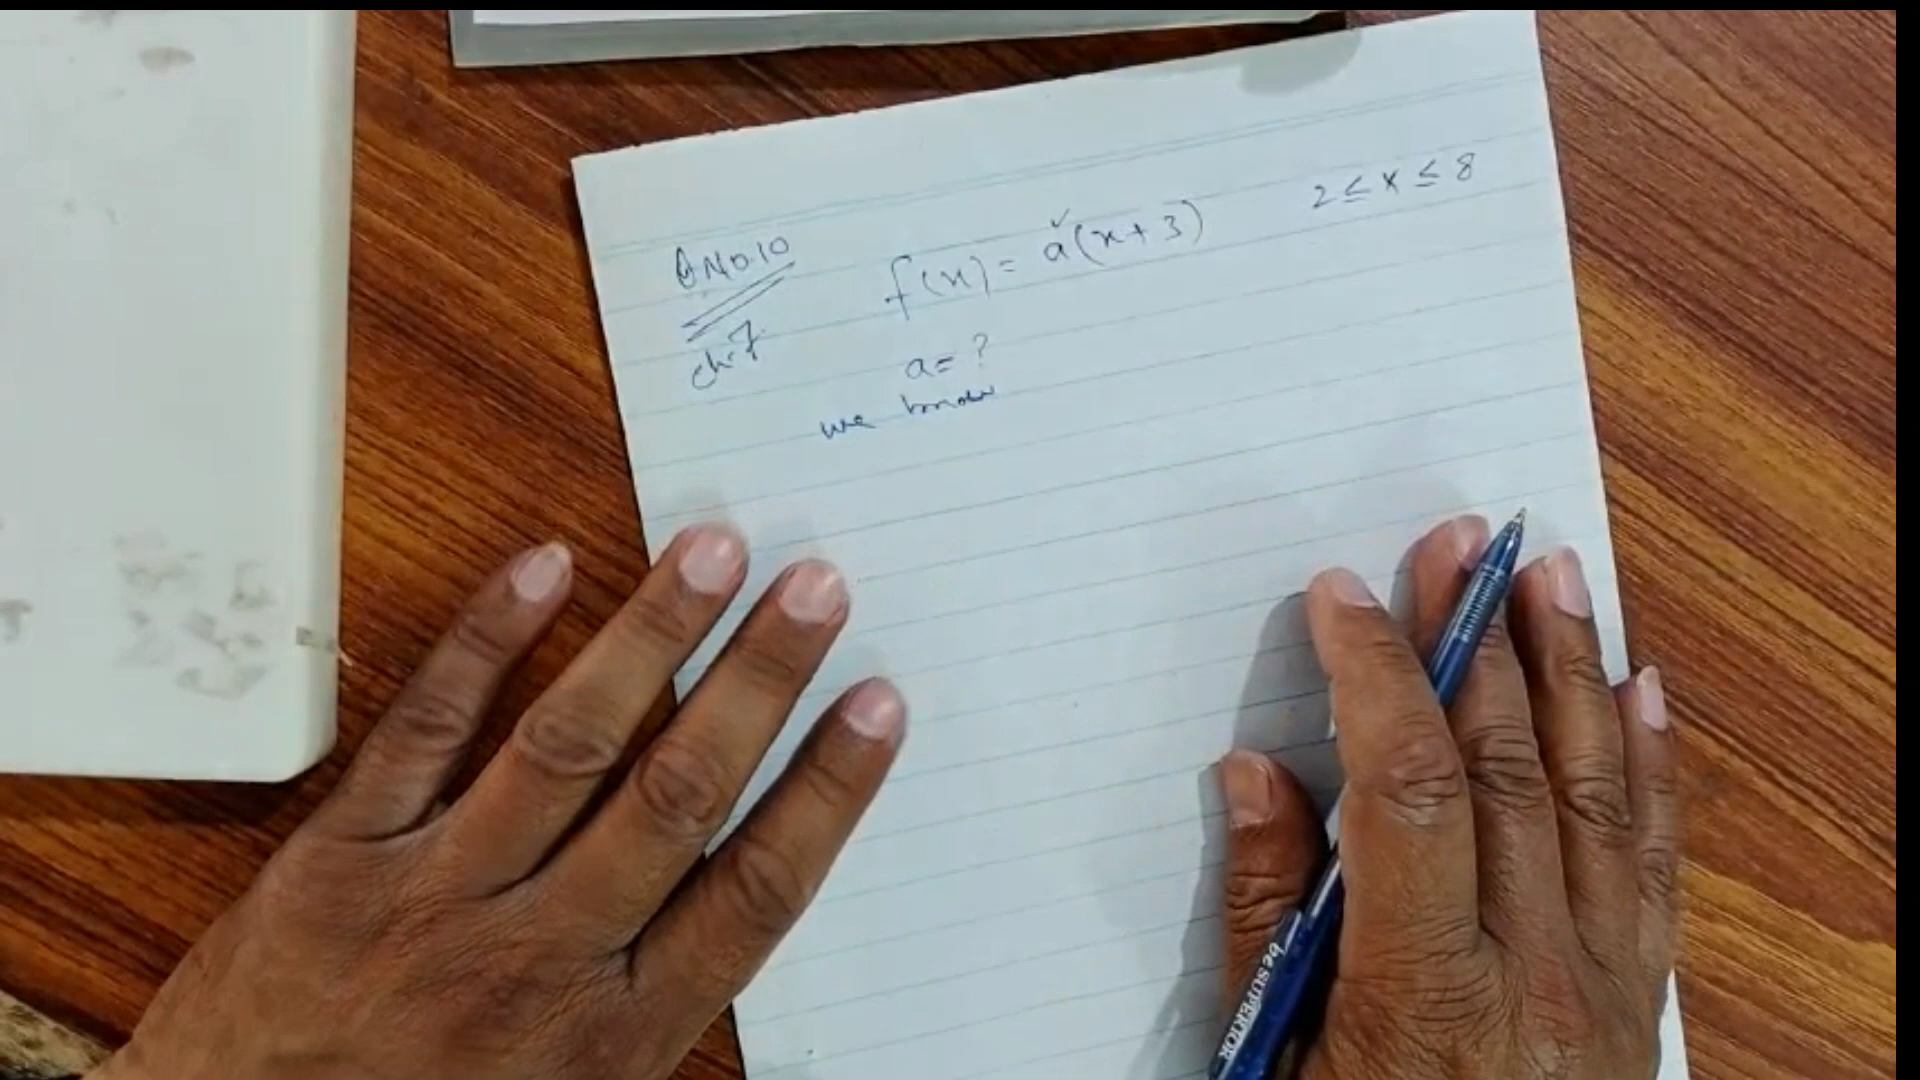 Q No.10 f(x) = a(x+3) 2 ≤ x ≤ 8
ch-7
a = ?
we know
be SUPERIOR